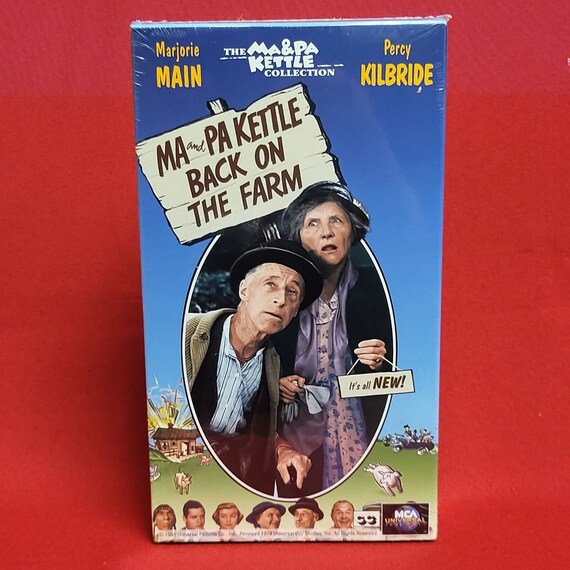 Marjorie
MAIN
THE MA & PA
KETTLE
COLLECTION
Percy
KILBRIDE
MA and PA KETTLE
BACK ON
THE FARM
It's all NEW!
MCA
UNIVERSAL